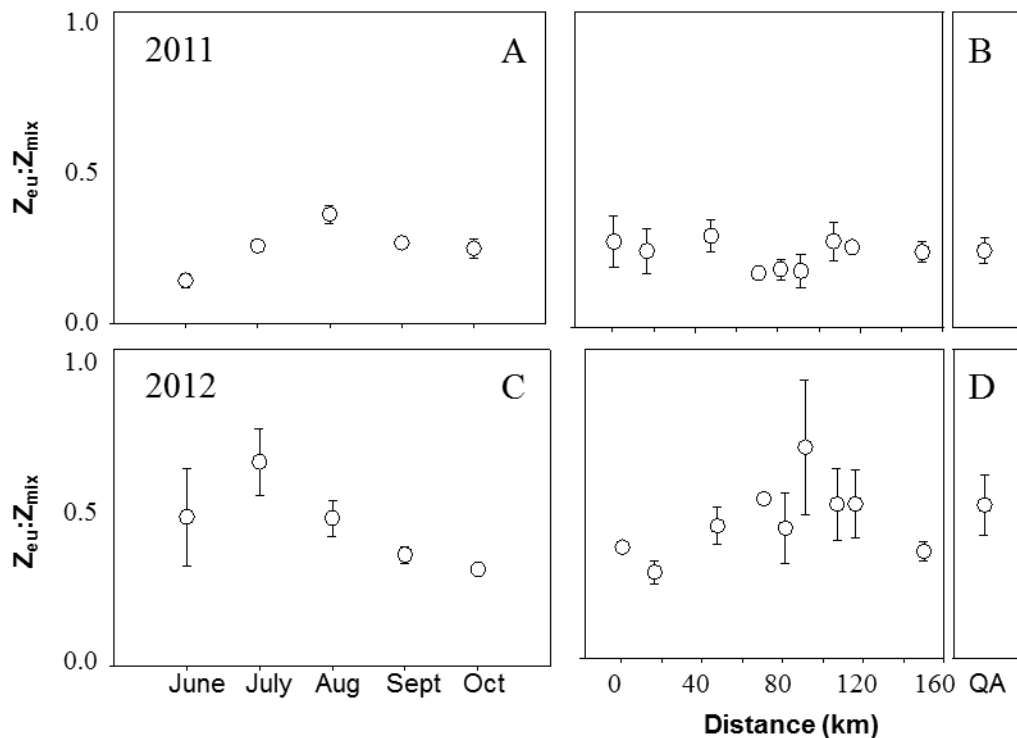 1.0
2011
A
B
Zeu:Zmix
0.5
0.0
1.0
2012
C
D
Zeu:Zmix
0.5
0.0
June July Aug Sept Oct
0 40 80 120 160 QA
Distance (km)